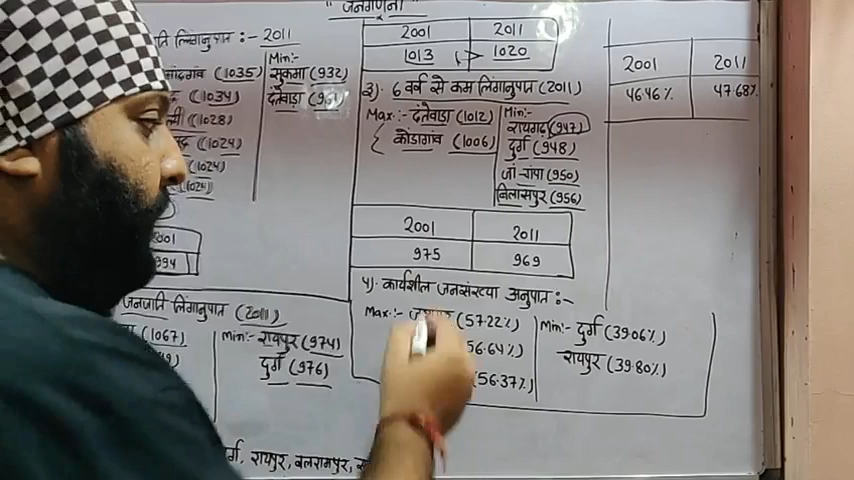 " जनगणना "
लिंगानुपात :- 2011
(1035)
(1034)
(1028)
(1024)
(1024)
(1024)
Min:-
सुकमा (932)
दंतेवाड़ा
2001 2011
1013 > 1020
3) 6 वर्ष से कम लिंगानुपात (2011)
Max:- दंतेवाड़ा (1012)
कोंडागांव (1006)
Min:-
रायगढ़ (947)
दुर्ग (948)
जां-चांपा (950)
बिलासपुर (956)
2001 2011
975 969
4). कार्यशील जनसंख्या अनुपात :-
Max:- (57.22%)
56.64%)
(56.37%)
Min:- दुर्ग (39.06%)
रायपुर (39.80%)
2001 2011
46.46% 47.68%
जनजाति लिंगानुपात (2011)
(1067)
Min:- रायपुर (974)
दुर्ग (976)
रायपुर, बलरामपुर,